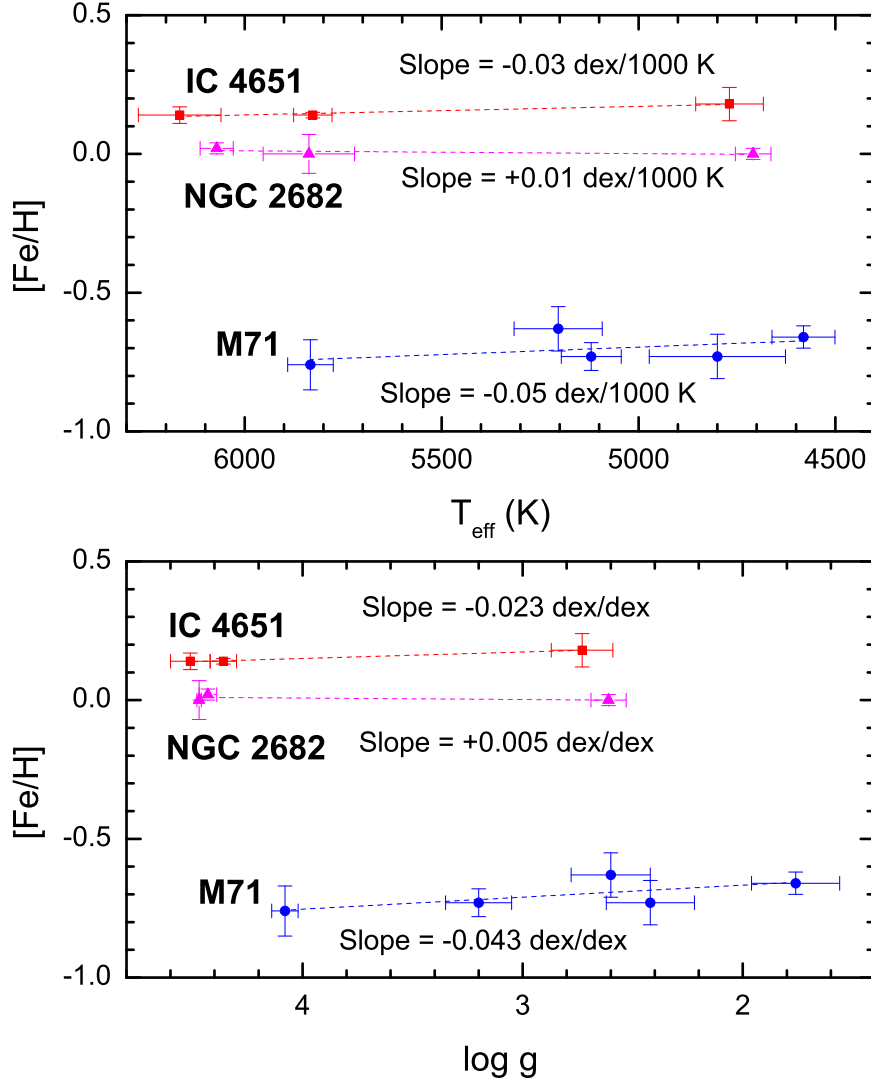 0.5
Slope = -0.03 dex/1000 K
IC 4651
0.0
Slope = +0.01 dex/1000 K
NGC 2682
[Fe/H]
-0.5
M71
Slope = -0.05 dex/1000 K
-1.0
6000 5500 5000 4500
Teff (K)
0.5
Slope = -0.023 dex/dex
IC 4651
0.0
NGC 2682
Slope = +0.005 dex/dex
[Fe/H]
-0.5
M71
Slope = -0.043 dex/dex
-1.0
4 3 2
log g